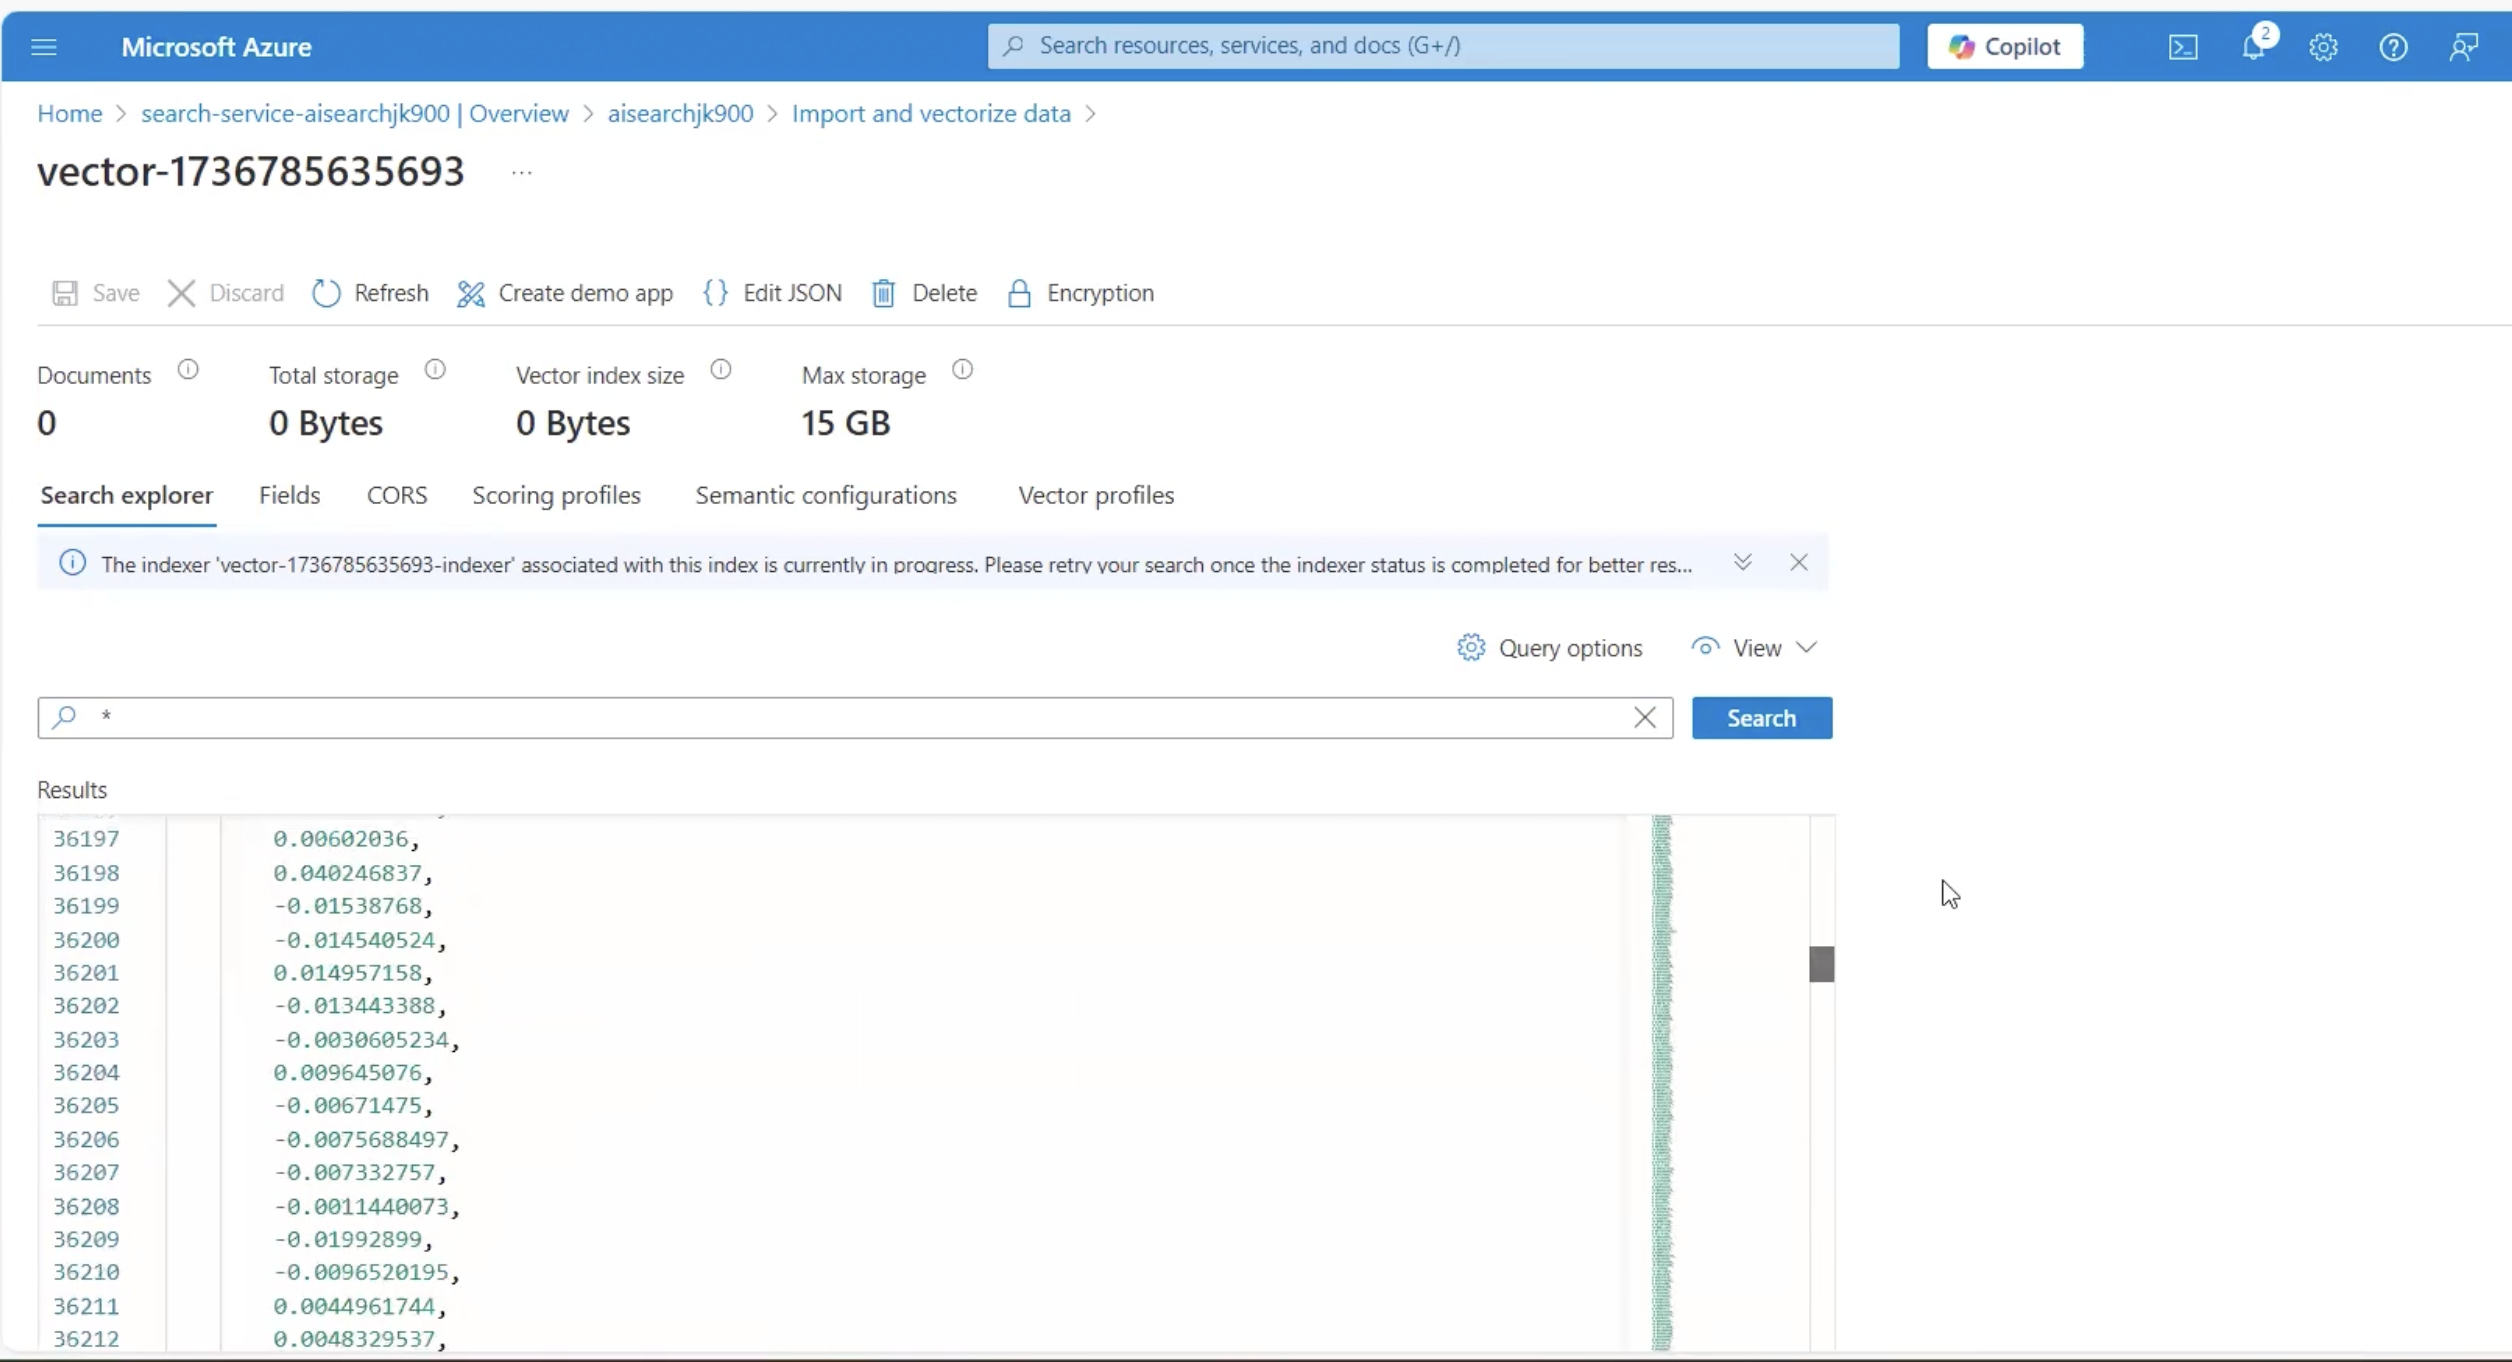 Microsoft Azure
Search resources, services, and docs (G+/)
Copilot
2
Home > search-service-aisearchjk900 | Overview > aisearchjk900 > Import and vectorize data >
vector-1736785635693 ...
Save Discard Refresh Create demo app {} Edit JSON Delete Encryption
Documents Total storage Vector index size Max storage
0 0 Bytes 0 Bytes 15 GB
Search explorer Fields CORS Scoring profiles Semantic configurations Vector profiles
The indexer 'vector-1736785635693-indexer' associated with this index is currently in progress. Please retry your search once the indexer status is completed for better res...
Query options View
*
Search
Results
36197 0.00602036,
36198 0.040246837,
36199 -0.01538768,
36200 -0.014540524,
36201 0.014957158,
36202 -0.013443388,
36203 -0.0030605234,
36204 0.009645076,
36205 -0.00671475,
36206 -0.0075688497,
36207 -0.007332757,
36208 -0.0011440073,
36209 -0.01992899,
36210 -0.0096520195,
36211 0.0044961744,
36212 0.0048329537,